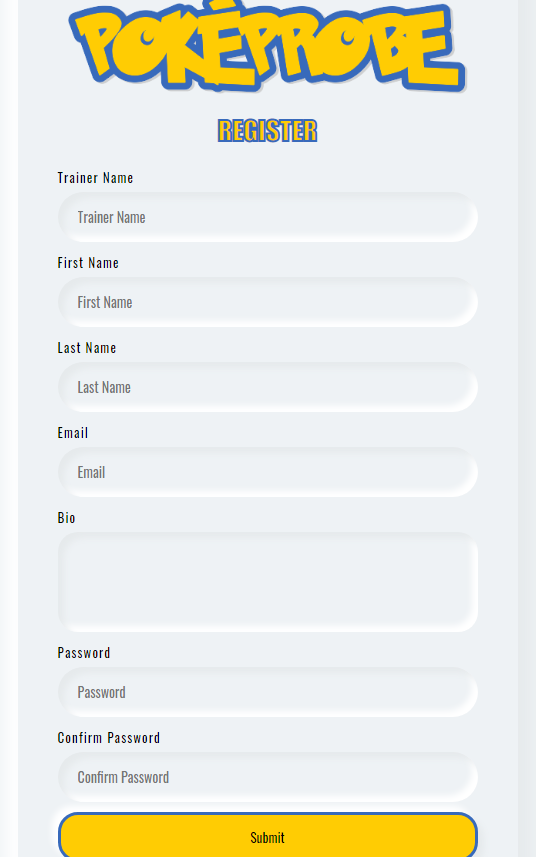 POKÉPROBE
REGISTER
Trainer Name
Trainer Name
First Name
First Name
Last Name
Last Name
Email
Email
Bio
Password
Password
Confirm Password
Confirm Password
Submit